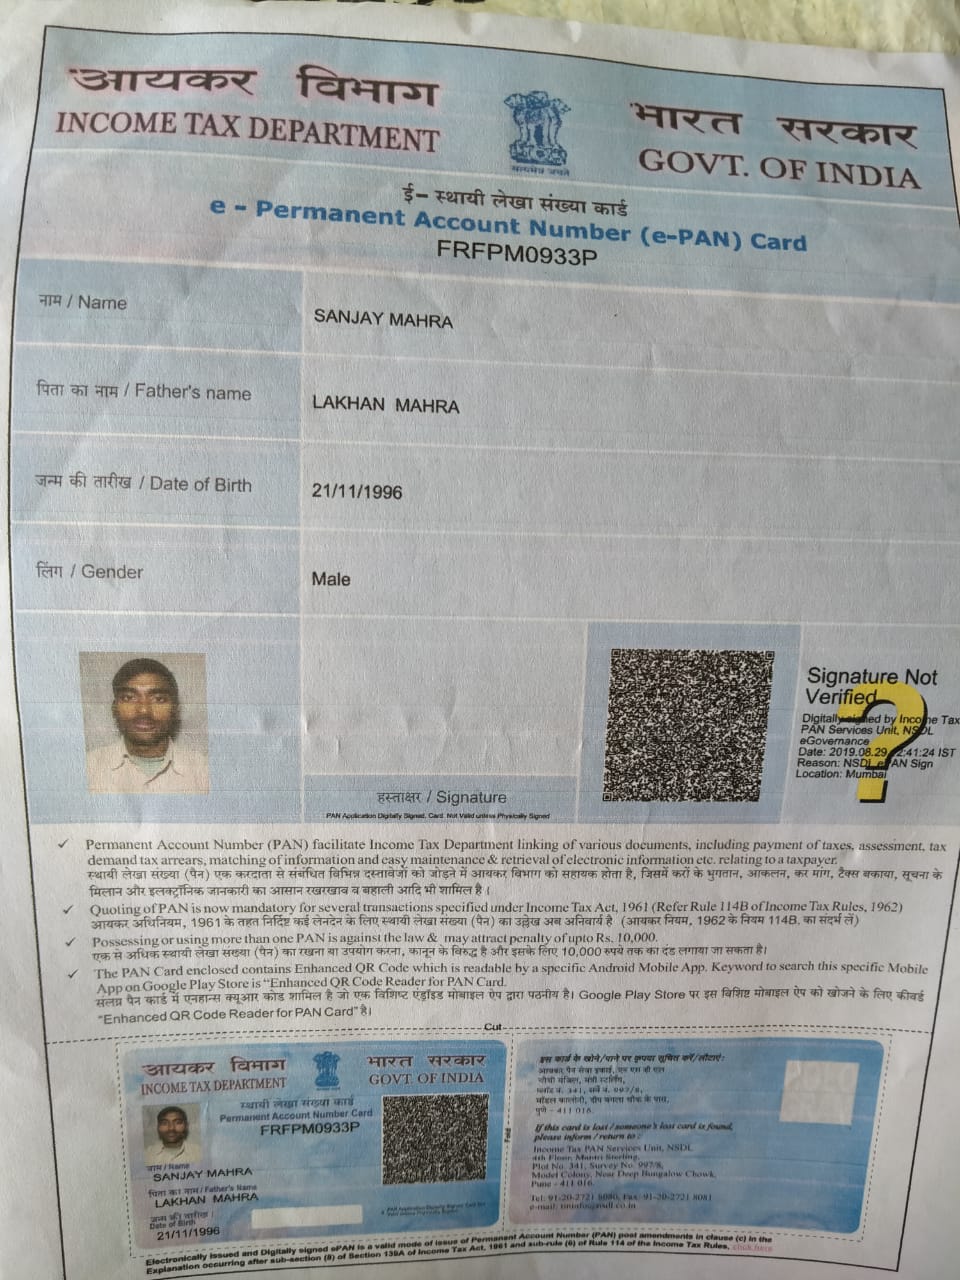 आयकर विभाग
INCOME TAX DEPARTMENT
सत्यमेव जयते
भारत सरकार
GOVT. OF INDIA
ई– स्थायी लेखा संख्या कार्ड
e - Permanent Account Number (e-PAN) Card
FRFPM0933P
नाम / Name
SANJAY MAHRA
पिता का नाम / Father's name
LAKHAN MAHRA
जन्म की तारीख / Date of Birth
21/11/1996
लिंग / Gender
Male
हस्ताक्षर / Signature
PAN Application Digitally Signed, Card. Not Valid unless Physically Signed
Signature Not
Verified
Digitally signed by Income Tax
PAN Services Unit, NSDL
eGovernance
Date: 2019.08.29 :41:24 IST
Reason: NSDL ePAN Sign
Location: Mumbai
?
✓ Permanent Account Number (PAN) facilitate Income Tax Department linking of various documents, including payment of taxes, assessment, tax
demand tax arrears, matching of information and easy maintenance & retrieval of electronic information etc. relating to a taxpayer.
स्थायी लेखा संख्या (पैन) एक करदाता से संबंधित विभिन्न दस्तावेजों को जोड़ने में आयकर विभाग को सहायक होता है, जिसमें करों के भुगतान, आकलन, कर मांग, टैक्स बकाया, सूचना के
मिलान और इलक्ट्रॉनिक जानकारी का आसान रखरखाव व बहाली आदि भी शामिल है ।
✓ Quoting of PAN is now mandatory for several transactions specified under Income Tax Act, 1961 (Refer Rule 114B of Income Tax Rules, 1962)
आयकर अधिनियम, 1961 के तहत निर्दिष्ट कई लेनदेन के लिए स्थायी लेखा संख्या (पैन) का उल्लेख अब अनिवार्य है (आयकर नियम, 1962 के नियम 114B, का संदर्भ लें)
✓ Possessing or using more than one PAN is against the law & may attract penalty of upto Rs. 10,000.
एक से अधिक स्थायी लेखा संख्या (पैन) का रखना या उपयोग करना, कानून के विरुद्ध है और इसके लिए 10,000 रुपये तक का दंड लगाया जा सकता है।
✓ The PAN Card enclosed contains Enhanced QR Code which is readable by a specific Android Mobile App. Keyword to search this specific Mobile
App on Google Play Store is "Enhanced QR Code Reader for PAN Card.
संलग्न पैन कार्ड में एनहान्स क्यूआर कोड शामिल है जो एक विशिष्ट एंड्रॉइड मोबाइल ऐप द्वारा पठनीय है। Google Play Store पर इस विशिष्ट मोबाइल ऐप को खोजने के लिए कीवर्ड
"Enhanced QR Code Reader for PAN Card" है।
Cut
आयकर विभाग
INCOME TAX DEPARTMENT
भारत सरकार
GOVT. OF INDIA
स्थायी लेखा संख्या कार्ड
Permanent Account Number Card
FRFPM0933P
नाम / Name
SANJAY MAHRA
पिता का नाम / Father's Name
LAKHAN MAHRA
जन्म की तारीख /
Date of Birth
21/11/1996
Fold
इस कार्ड के खोने/पाने पर कृपया सूचित करें/लौटाएं:
आयकर पैन सेवा इकाई, एन एस डी एल
मंजिल, मंत्री स्टर्लिंग,
प्लॉट नं. 341, सर्वे नं. 997/8,
मॉडल कालोनी, दीप बंगला चौक के पास,
पुणे – 411 016.
If this card is lost / someone's lost card is found,
please inform / return to :
Income Tax PAN Services Unit, NSDL
4th Floor, Mantri Sterling,
Plot No. 341, Survey No. 997/8,
Model Colony, Near Deep Bungalow Chowk,
Pune - 411 016.
Tel: 91-20-2721 8080, Fax: 91-20-2721 8081
e-mail: tininfo@nsdl.co.in
Electronically issued and Digitally signed ePAN is a valid mode of issue of Permanent Account Number (PAN) post amendments in clause (c) in the
Explanation occurring after sub-section (8) of Section 139A of Income Tax Act, 1961 and sub-rule (6) of Rule 114 of the Income Tax Rules, click here